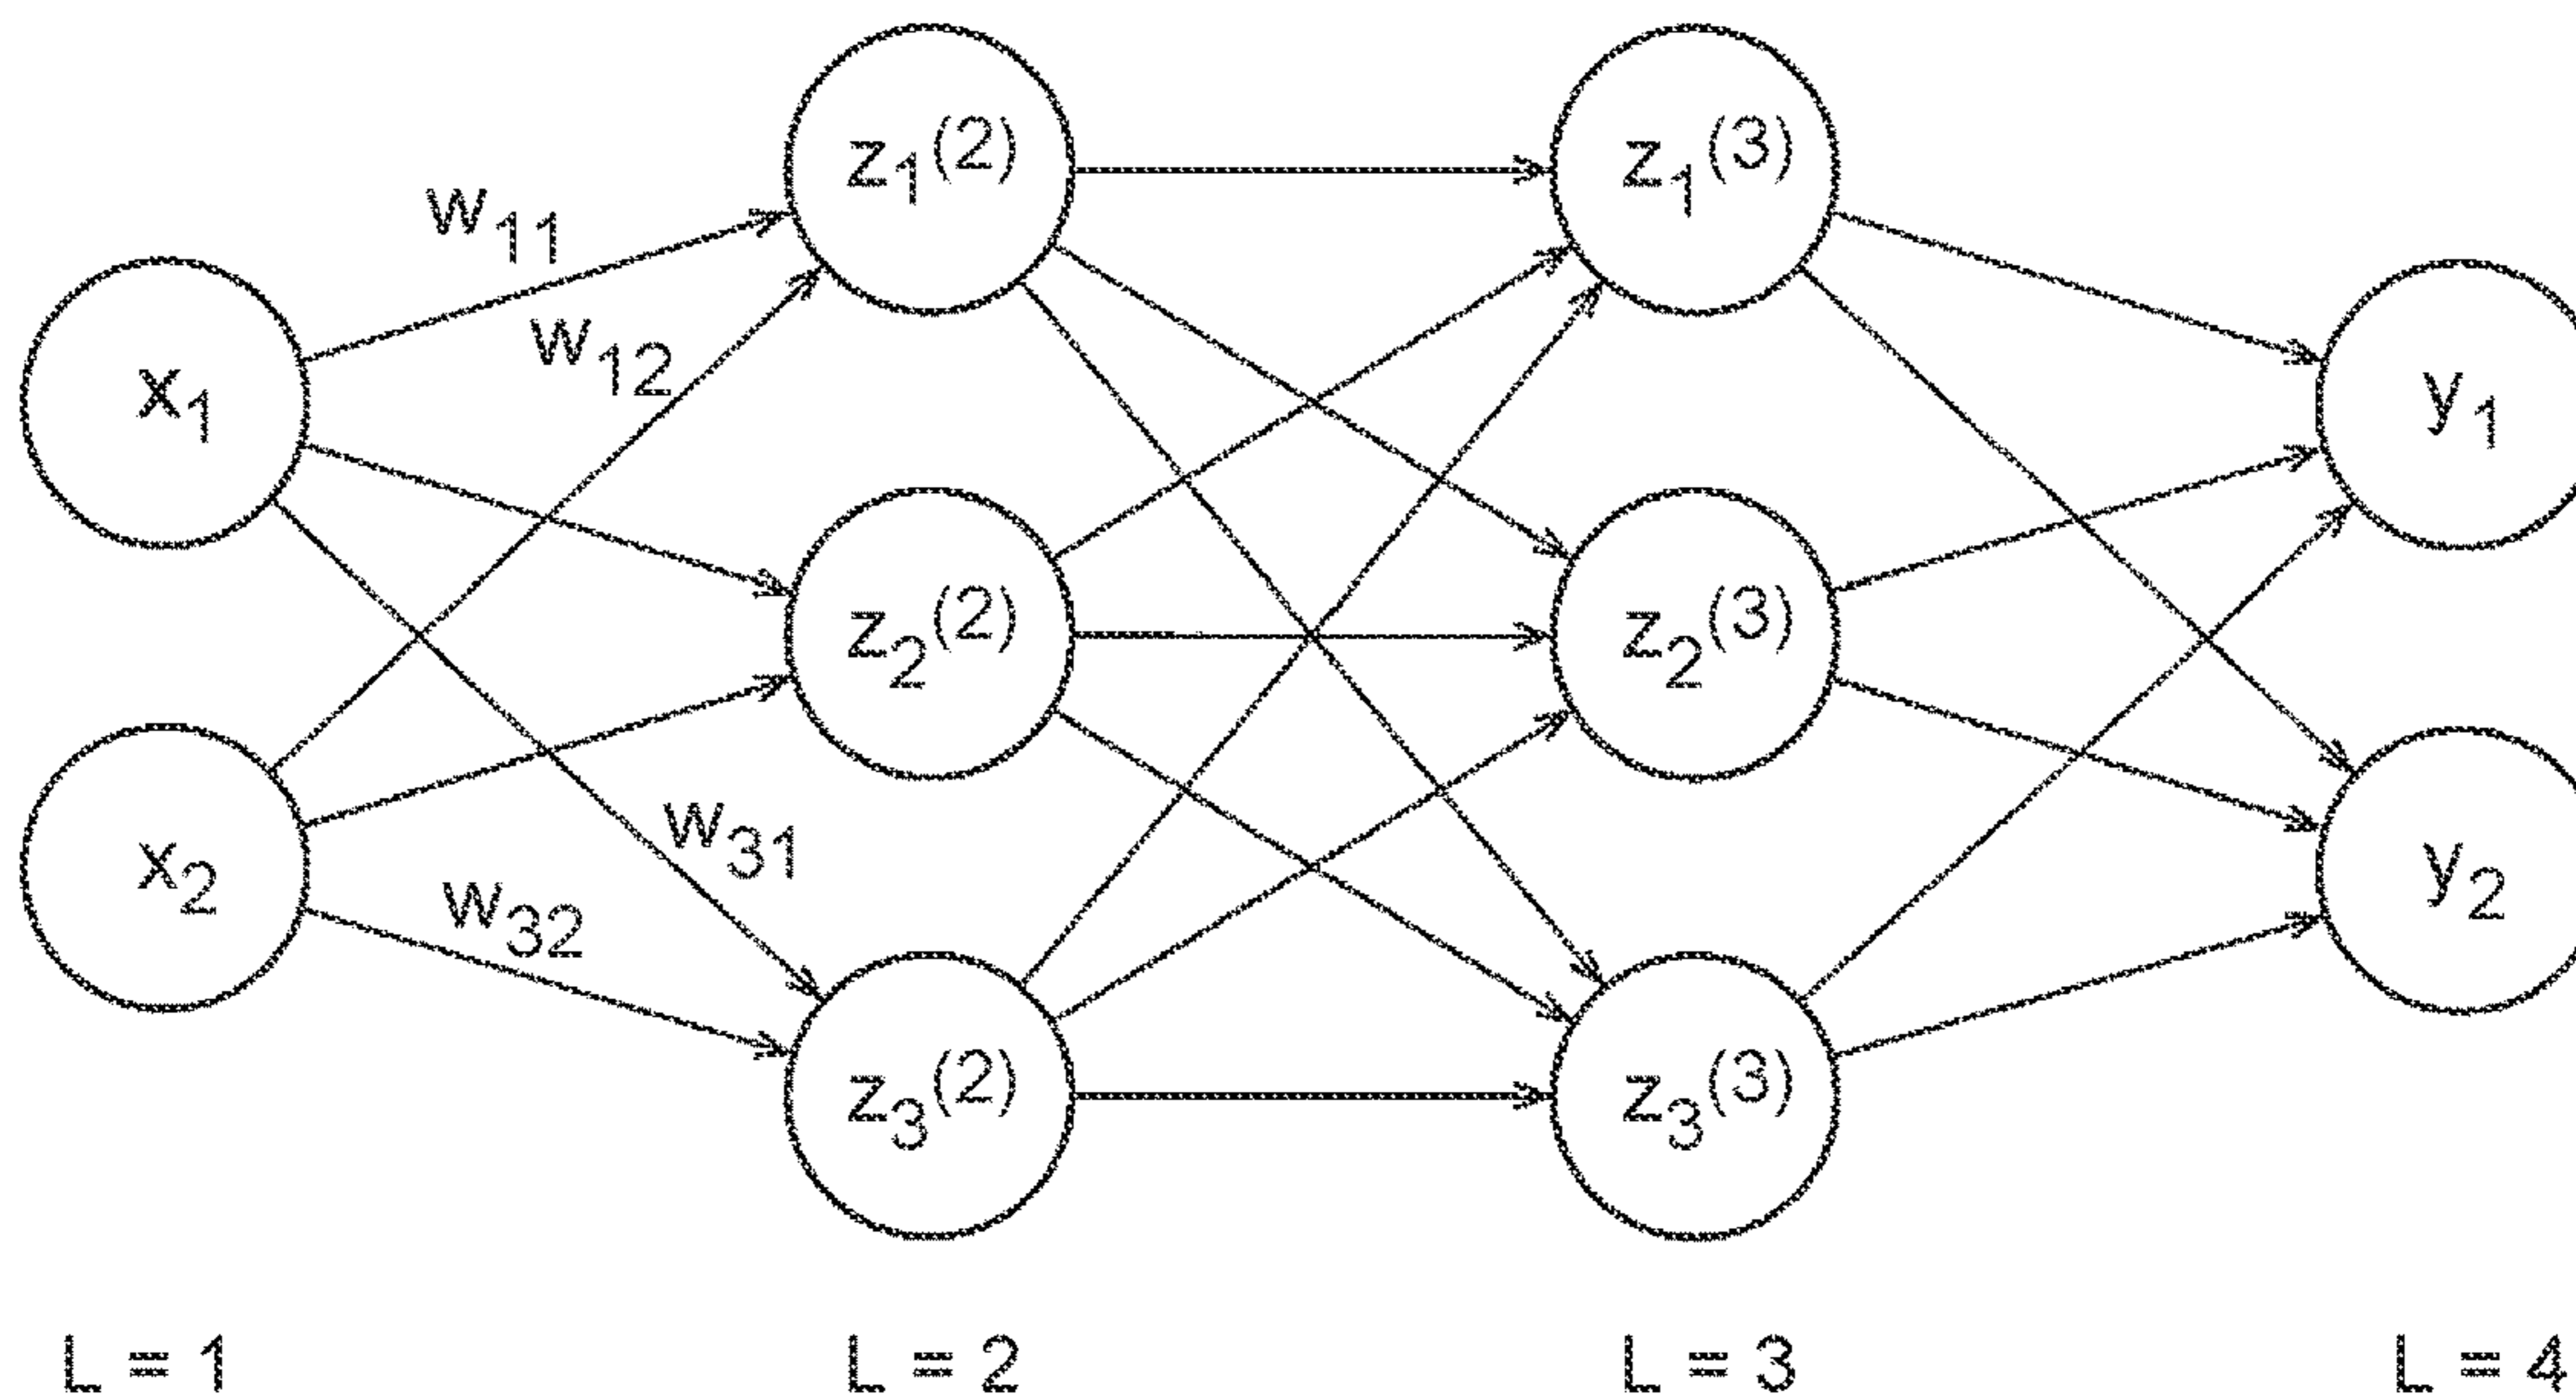 z₁⁽²⁾ z₁⁽³⁾
w₁₁
w₁₂
x₁ y₁
z₂⁽²⁾ z₂⁽³⁾
w₃₁
x₂ w₃₂ y₂
z₃⁽²⁾ z₃⁽³⁾
L = 1 L = 2 L = 3 L = 4